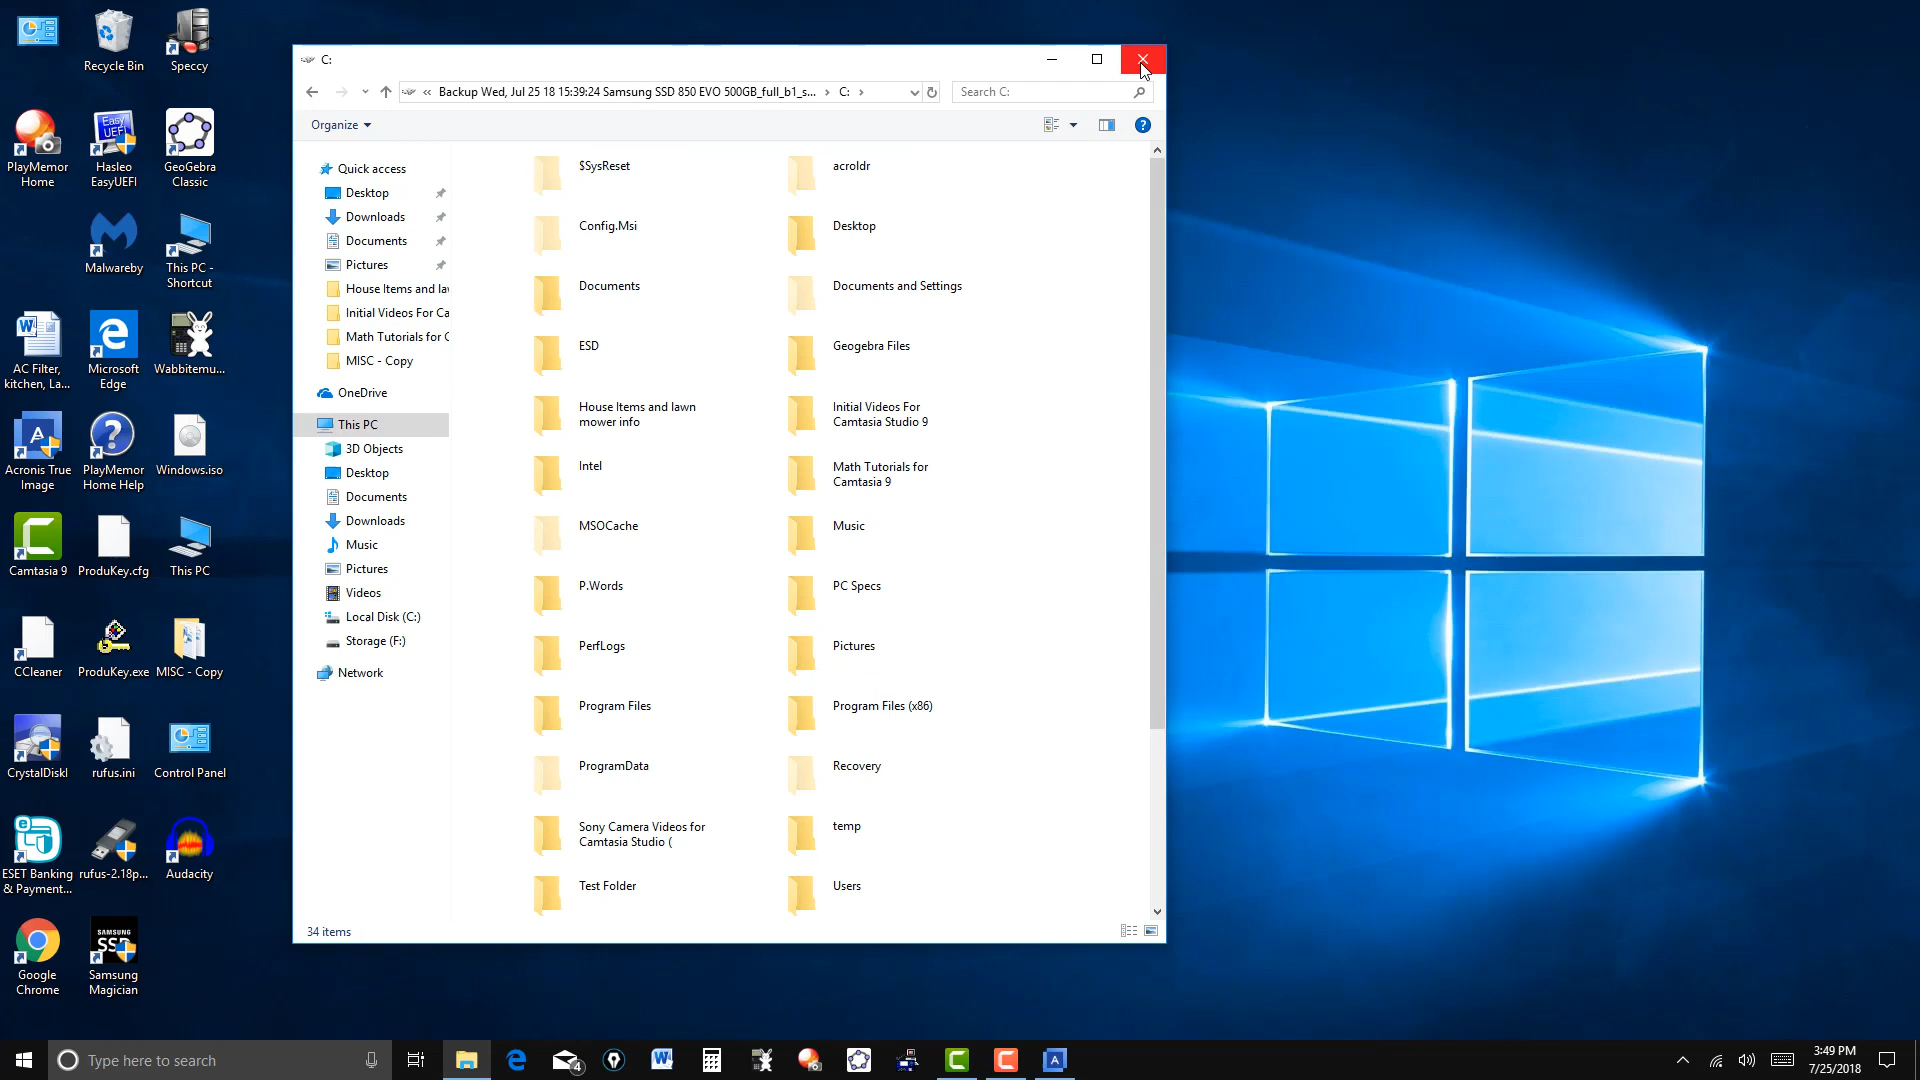 Recycle Bin
Speccy
PlayMemor
Home
Easy
UEFI
Hasleo
EasyUEFI
GeoGebra
Classic
Malwareby
This PC -
Shortcut
AC Filter,
kitchen, La...
Microsoft
Edge
Wabbitemu...
Acronis True
Image
PlayMemor
Home Help
Windows.iso
Camtasia 9
ProduKey.cfg
This PC
CCleaner
ProduKey.exe
MISC - Copy
CrystalDiskI
rufus.ini
Control Panel
ESET Banking
& Payment...
rufus-2.18p...
Audacity
Google
Chrome
SAMSUNG
SSD
Samsung
Magician
C:
« Backup Wed, Jul 25 18 15:39:24 Samsung SSD 850 EVO 500GB_full_b1_s... › C: ›
Search C:
Organize
Quick access
Desktop
Downloads
Documents
Pictures
House Items and lav
Initial Videos For Ca
Math Tutorials for C
MISC - Copy
OneDrive
This PC
3D Objects
Desktop
Documents
Downloads
Music
Pictures
Videos
Local Disk (C:)
Storage (F:)
Network
$SysReset
acroldr
Config.Msi
Desktop
Documents
Documents and Settings
ESD
Geogebra Files
House Items and lawn
mower info
Initial Videos For
Camtasia Studio 9
Intel
Math Tutorials for
Camtasia 9
MSOCache
Music
P.Words
PC Specs
PerfLogs
Pictures
Program Files
Program Files (x86)
ProgramData
Recovery
Sony Camera Videos for
Camtasia Studio (
temp
Test Folder
Users
34 items
Type here to search
4
3:49 PM
7/25/2018